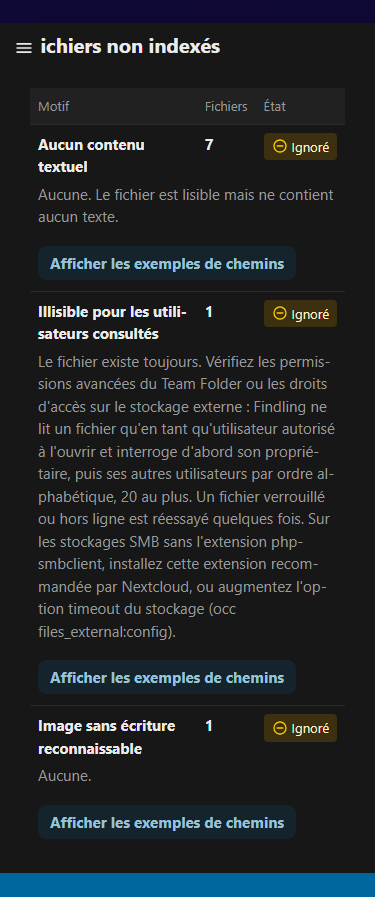 ichiers non indexés
Motif Fichiers État
Aucun contenu textuel 7 Ignoré
Aucune. Le fichier est lisible mais ne contient
aucun texte.
Afficher les exemples de chemins
Illisible pour les utili-
sateurs consultés 1 Ignoré
Le fichier existe toujours. Vérifiez les permis-
sions avancées du Team Folder ou les droits
d'accès sur le stockage externe : Findling ne
lit un fichier qu'en tant qu'utilisateur autorisé
à l'ouvrir et interroge d'abord son proprié-
taire, puis ses autres utilisateurs par ordre al-
phabétique, 20 au plus. Un fichier verrouillé
ou hors ligne est réessayé quelques fois. Sur
les stockages SMB sans l'extension php-
smbclient, installez cette extension recom-
mandée par Nextcloud, ou augmentez l'op-
tion timeout du stockage (occ
files_external:config).
Afficher les exemples de chemins
Image sans écriture
reconnaissable 1 Ignoré
Aucune.
Afficher les exemples de chemins